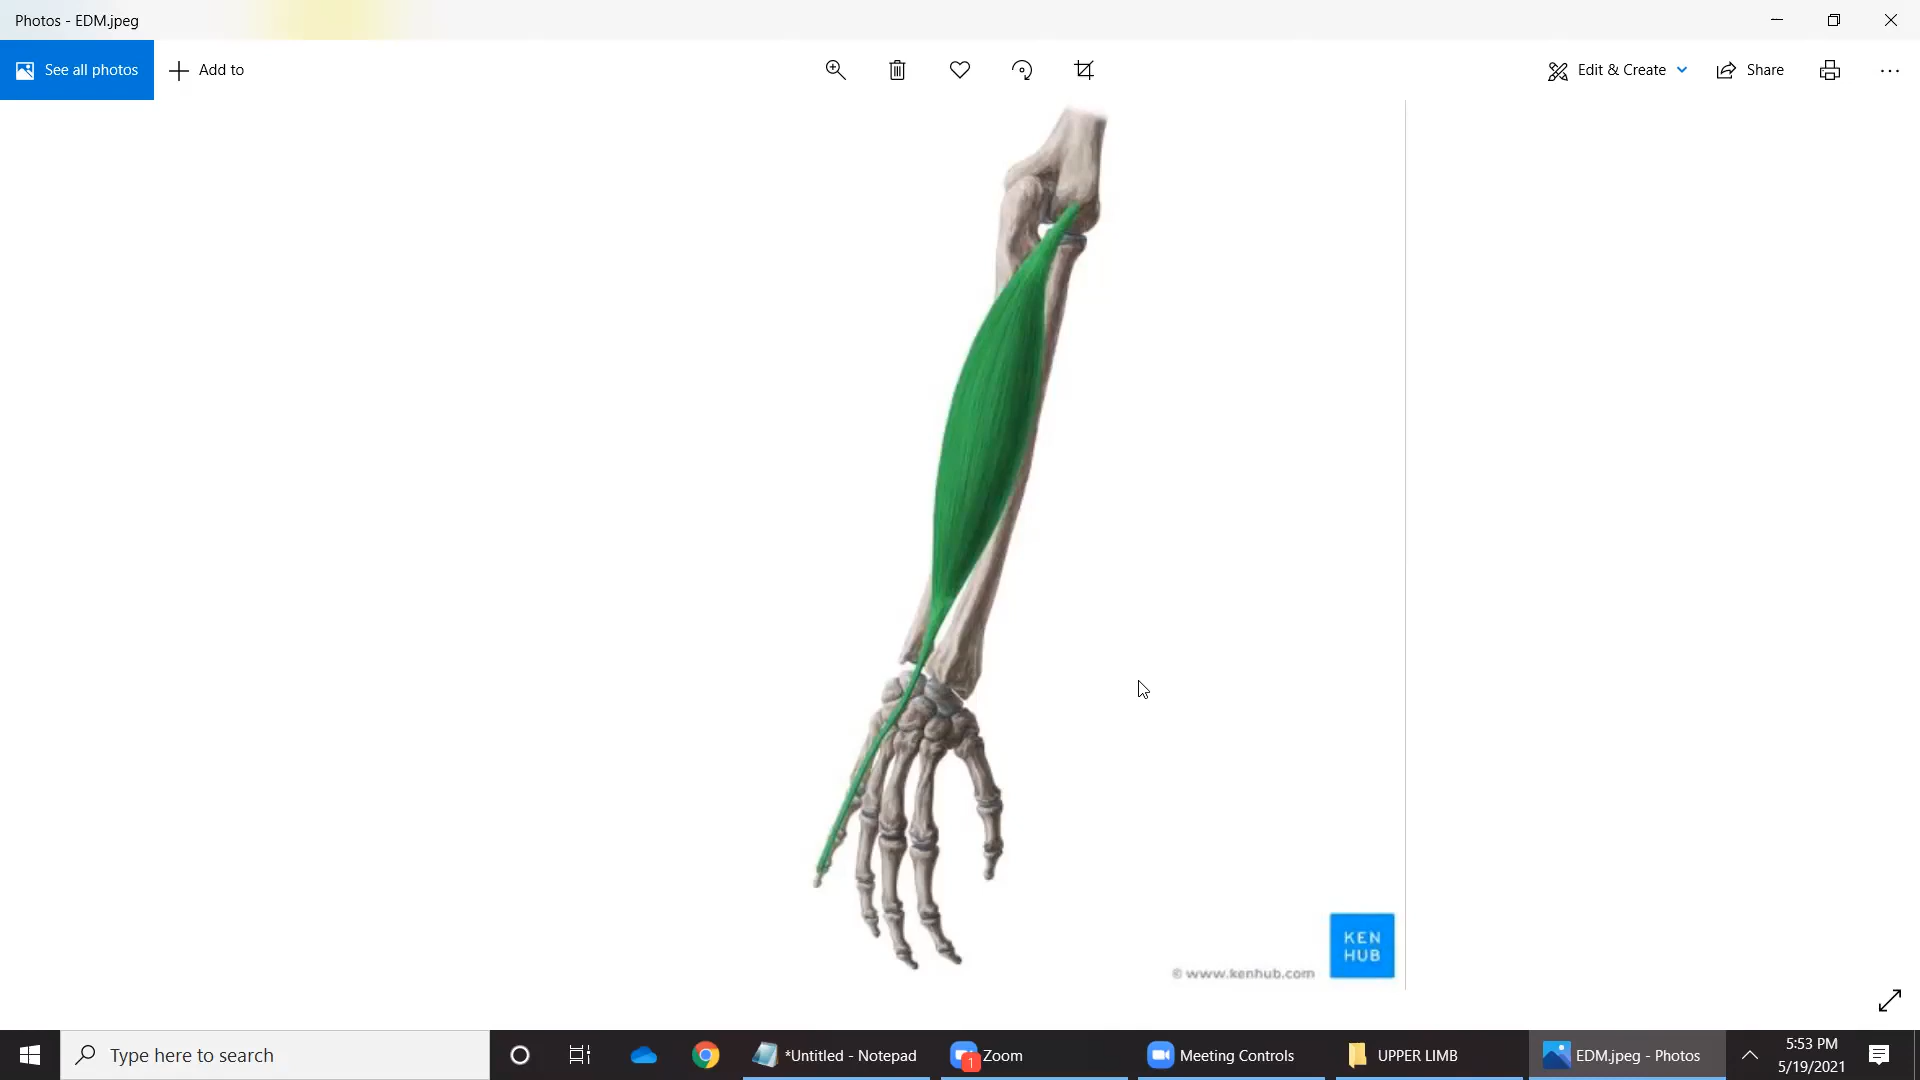 Photos - EDM.jpeg
See all photos
Add to
Edit & Create
Share
KEN
HUB
© www.kenhub.com
Type here to search
*Untitled - Notepad
1
Zoom
Meeting Controls
UPPER LIMB
EDM.jpeg - Photos
5:53 PM
5/19/2021